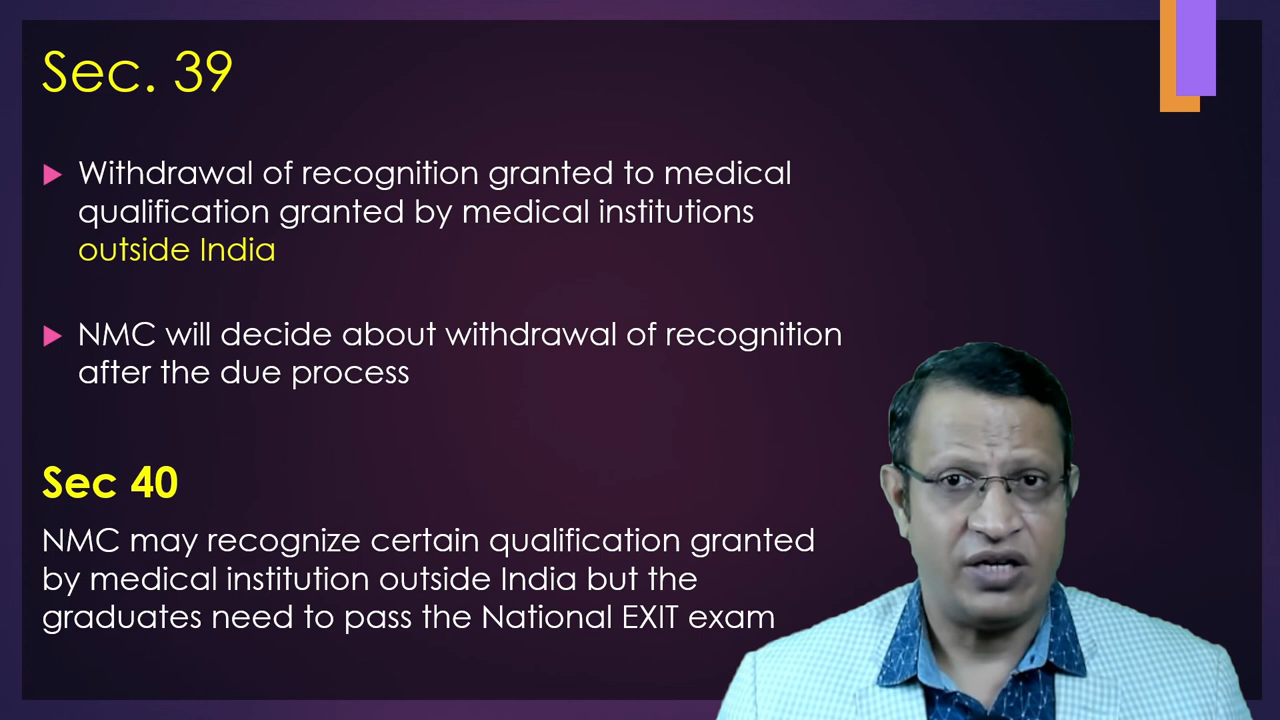 Sec. 39
Withdrawal of recognition granted to medical
qualification granted by medical institutions
outside India
NMC will decide about withdrawal of recognition
after the due process
Sec 40
NMC may recognize certain qualification granted
by medical institution outside India but the
graduates need to pass the National EXIT exam